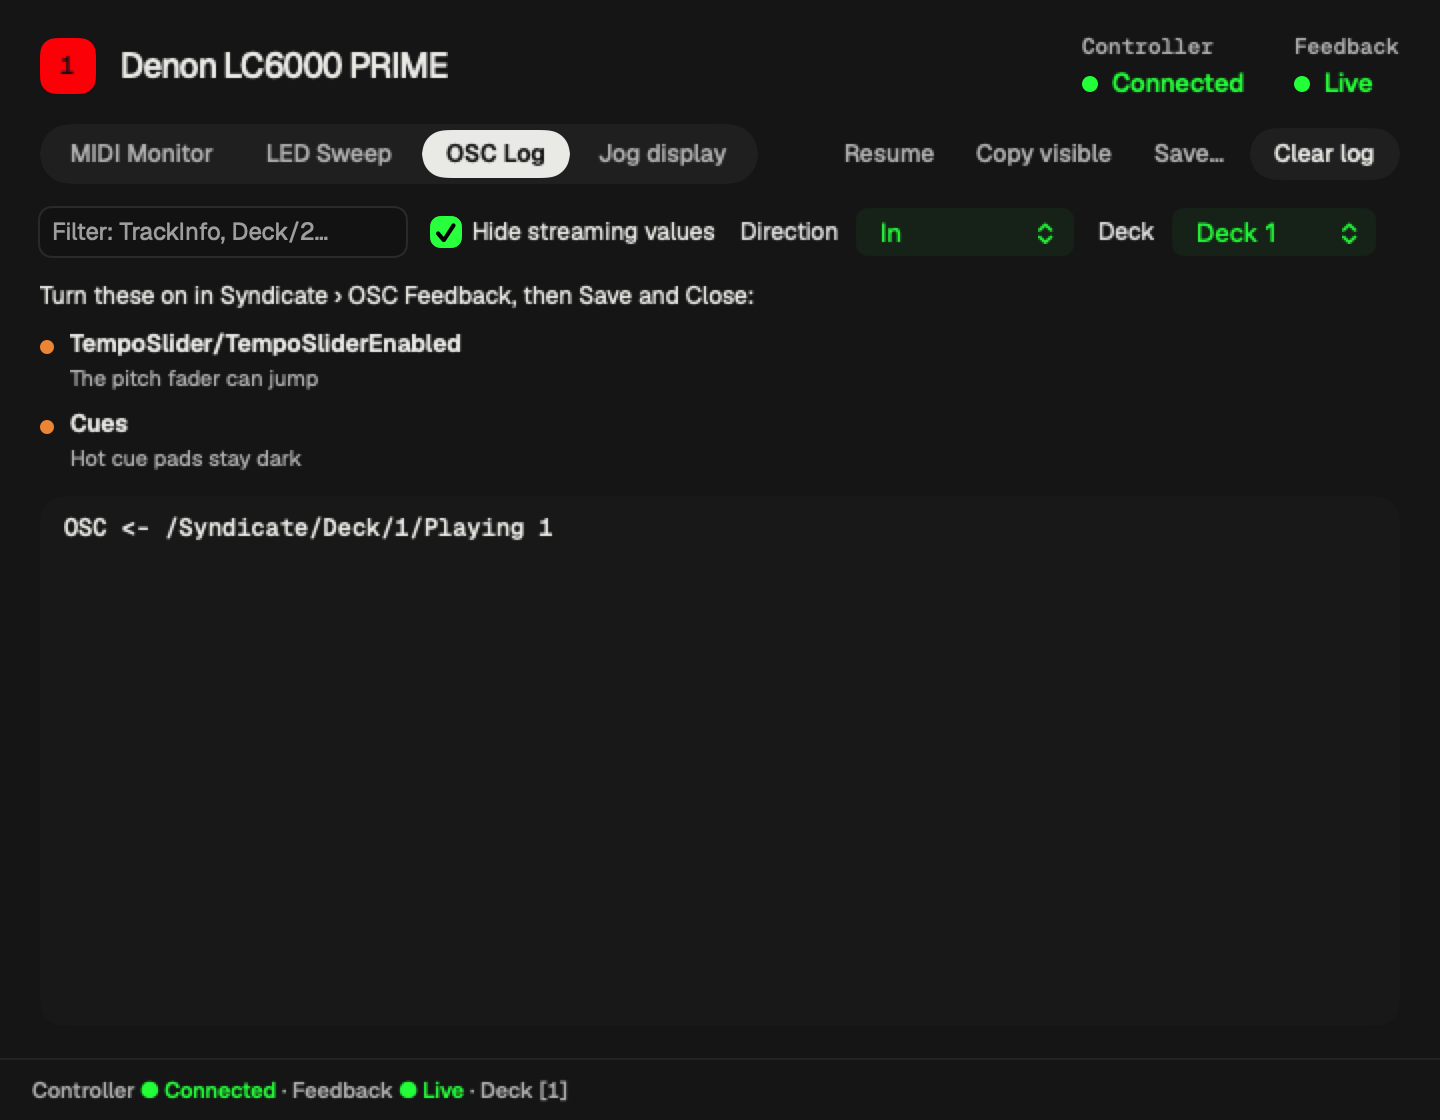 1
Denon LC6000 PRIME
Controller
Connected
Feedback
Live
MIDI Monitor
LED Sweep
OSC Log
Jog display
Resume
Copy visible
Save…
Clear log
Filter: TrackInfo, Deck/2…
Hide streaming values
Direction
In
Deck
Deck 1
Turn these on in Syndicate › OSC Feedback, then Save and Close:
TempoSlider/TempoSliderEnabled
The pitch fader can jump
Cues
Hot cue pads stay dark
OSC <- /Syndicate/Deck/1/Playing 1
Controller ● Connected · Feedback ● Live · Deck [1]